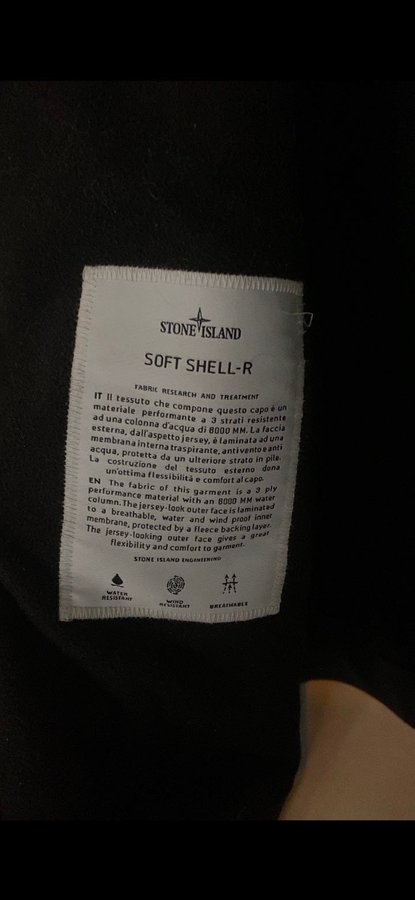 STONE ISLAND
SOFT SHELL-R
FABRIC RESEARCH AND TREATMENT
IT Il tessuto che compone questo capo è un
materiale performante a 3 strati resistente
ad una colonna d'acqua di 8000 MM. La faccia
esterna, dall'aspetto jersey, è laminata ad una
membrana interna traspirante, antivento e anti
acqua, protetta da un ulteriore strato in pile.
La costruzione del tessuto esterno dona
un'ottima flessibilità e comfort al capo.
EN The fabric of this garment is a 3 ply
performance material with an 8000 MM water
column. The jersey-look outer face is laminated
to a breathable, water and wind proof inner
membrane, protected by a fleece backing layer.
The jersey-looking outer face gives a great
flexibility and comfort to garment.
STONE ISLAND ENGINEERING
WATER
RESISTANT
WIND
RESISTANT
BREATHABLE